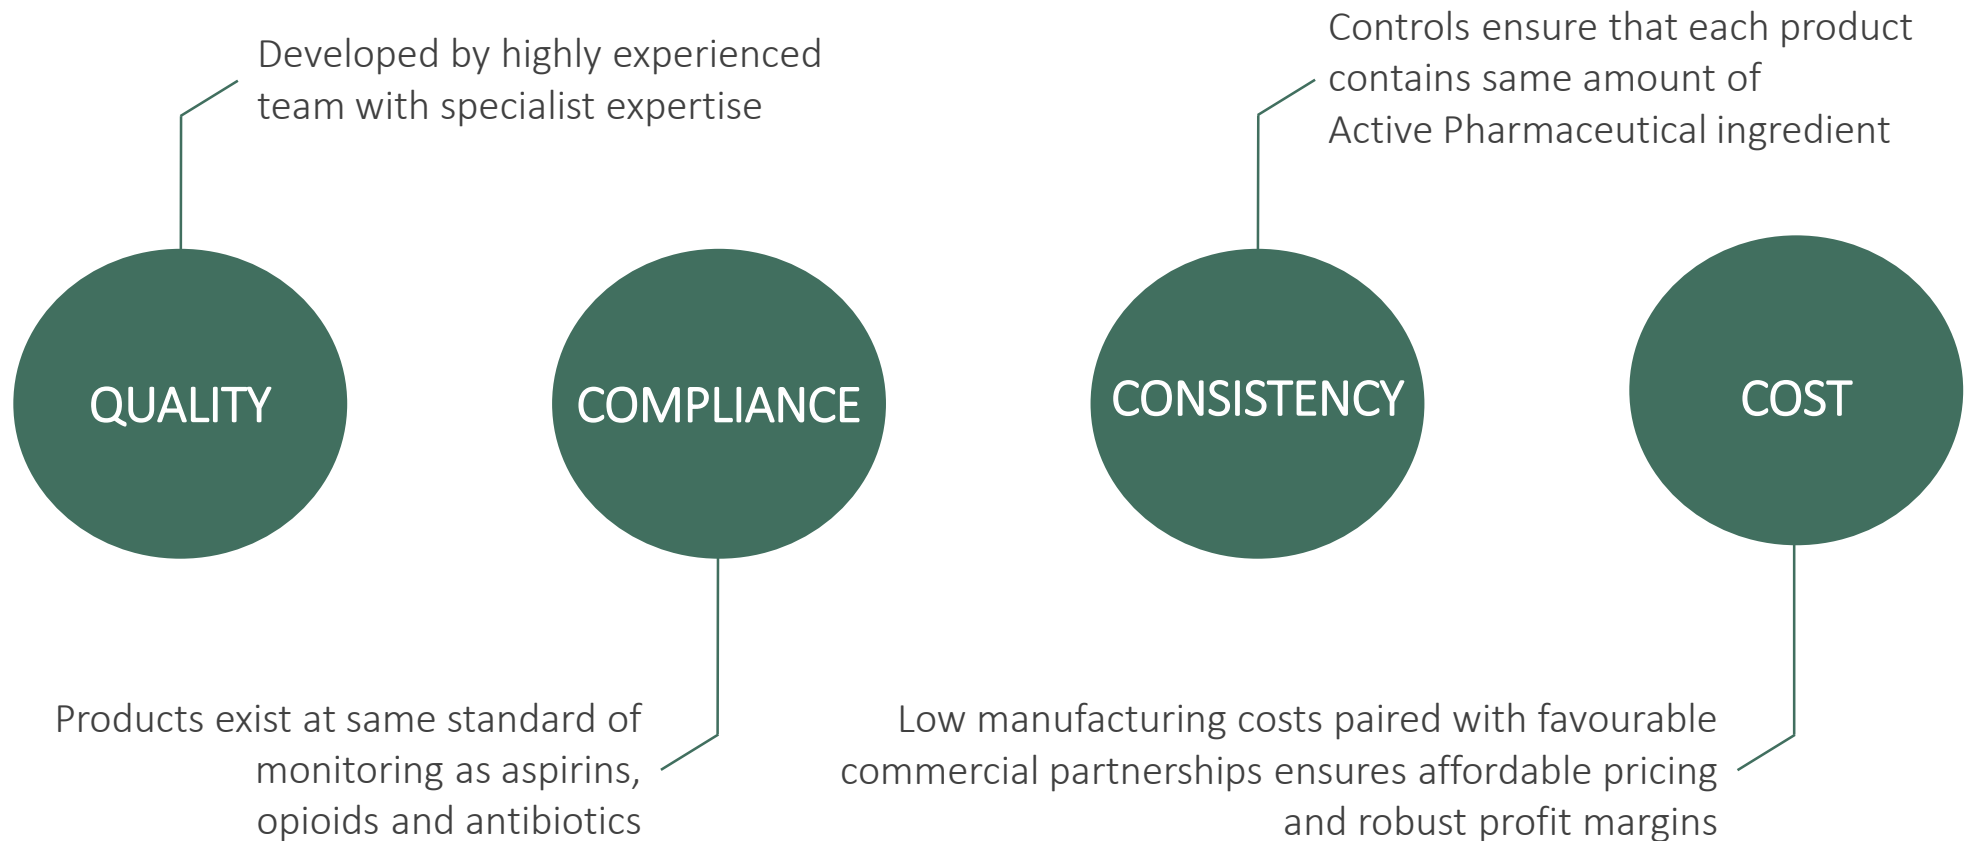 Developed by highly experienced
team with specialist expertise
Controls ensure that each product
contains same amount of
Active Pharmaceutical ingredient
QUALITY
COMPLIANCE
CONSISTENCY
COST
Products exist at same standard of
monitoring as aspirins,
opioids and antibiotics
Low manufacturing costs paired with favourable
commercial partnerships ensures affordable pricing
and robust profit margins